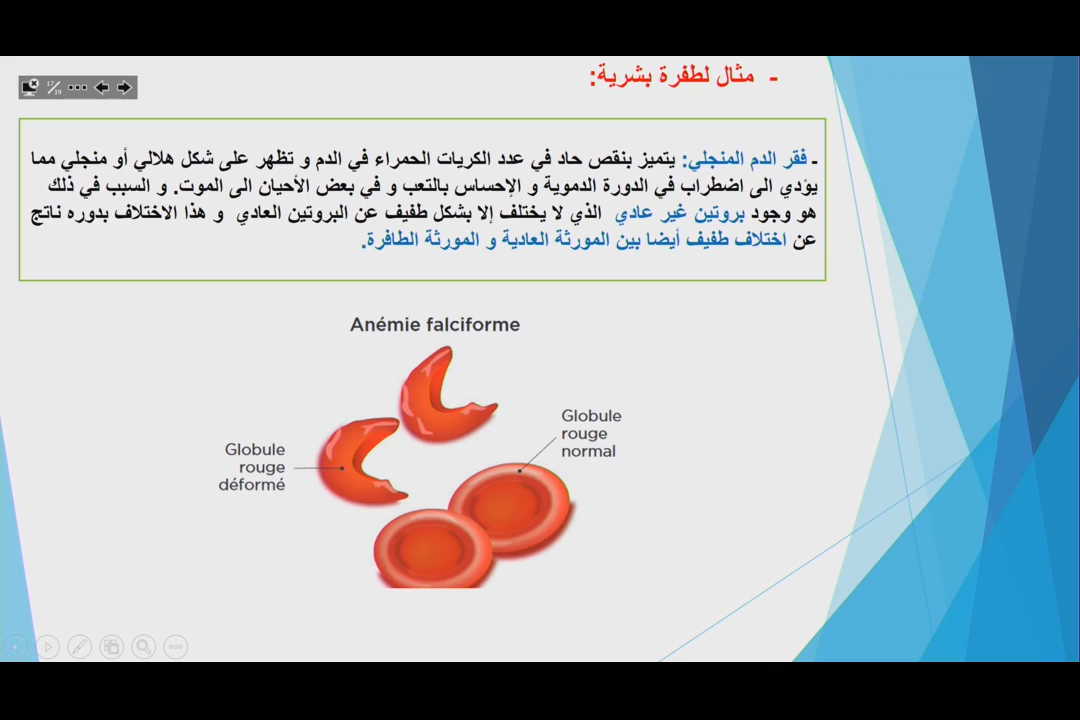 - مثال لطفرة بشرية:
17/19
ـ فقر الدم المنجلي: يتميز بنقص حاد في عدد الكريات الحمراء في الدم و تظهر على شكل هلالي أو منجلي مما
يؤدي الى اضطراب في الدورة الدموية و الإحساس بالتعب و في بعض الأحيان الى الموت. و السبب في ذلك
هو وجود بروتين غير عادي الذي لا يختلف إلا بشكل طفيف عن البروتين العادي و هذا الاختلاف بدوره ناتج
عن اختلاف طفيف أيضا بين المورثة العادية و المورثة الطافرة.
Anémie falciforme
Globule
rouge
normal
Globule
rouge
déformé